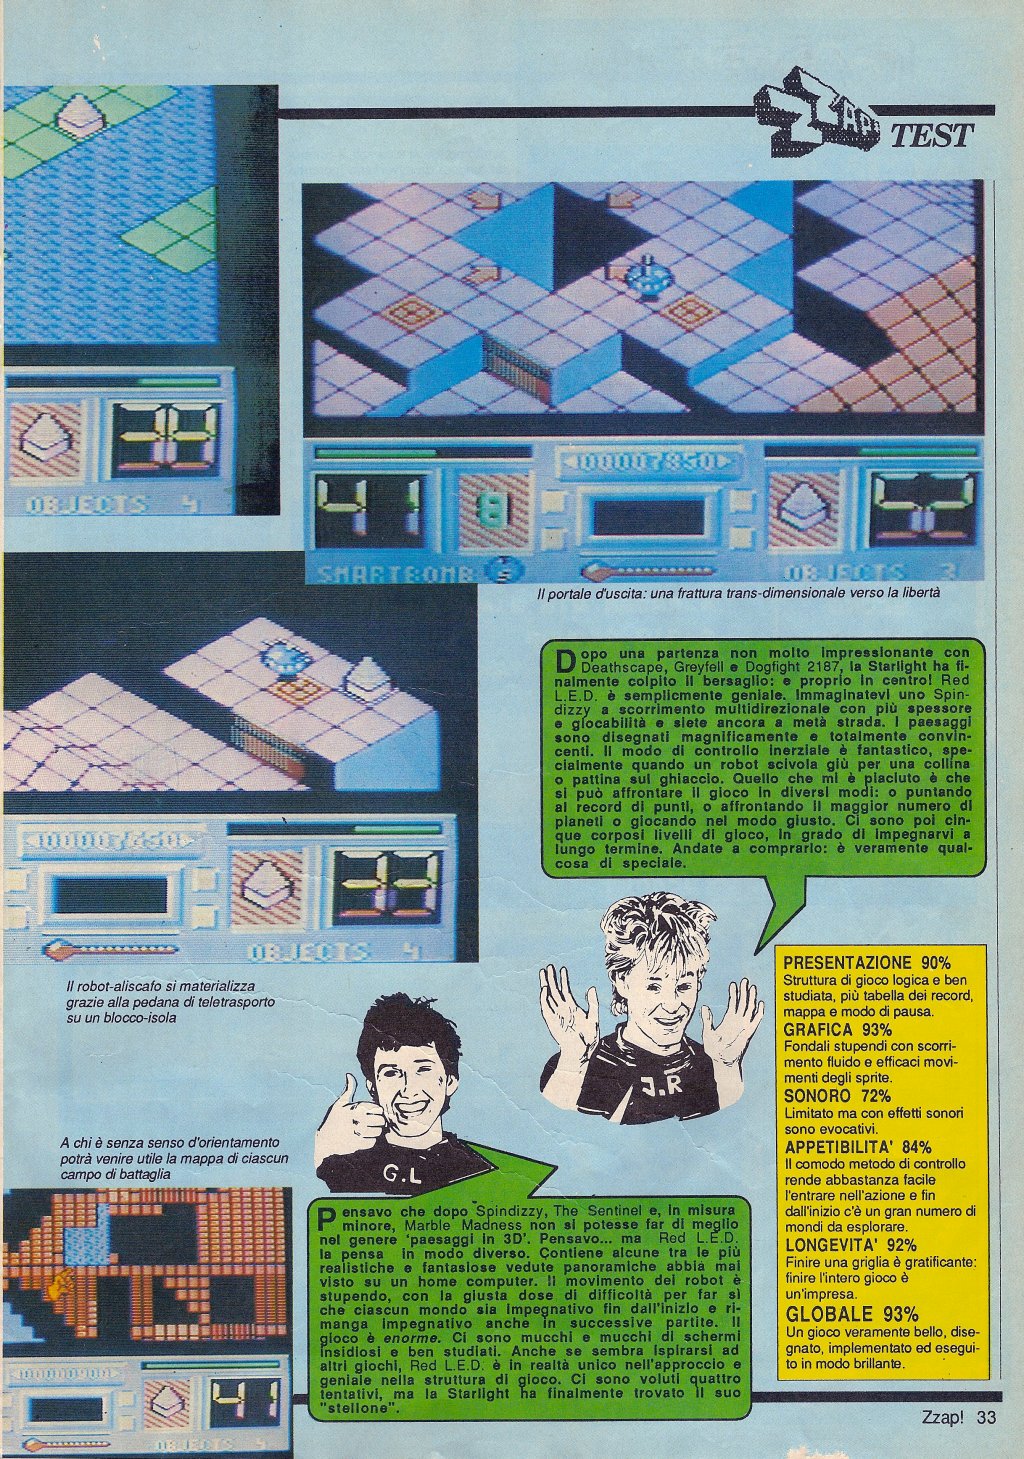 ZZAP! TEST
OBJECTS 4
00007850
41
8
SMARTBOMB
OBJECTS 3
Il portale d'uscita: una frattura trans-dimensionale verso la libertà
Dopo una partenza non molto impressionante con
Deathscape, Greyfell e Dogfight 2187, la Starlight ha fi-
nalmente colpito il bersaglio: e proprio in centro! Red
L.E.D. è semplicemente geniale. Immaginatevi uno Spin-
dizzy a scorrimento multidirezionale con più spessore
e giocabilità e siete ancora a metà strada. I paesaggi
sono disegnati magnificamente e totalmente convin-
centi. Il modo di controllo inerziale è fantastico, spe-
cialmente quando un robot scivola giù per una collina
o pattina sul ghiaccio. Quello che mi è piaciuto è che
si può affrontare il gioco in diversi modi: o puntando
al record di punti, o affrontando il maggior numero di
pianeti o giocando nel modo giusto. Ci sono poi cin-
que corposi livelli di gioco, in grado di impegnarvi a
lungo termine. Andate a comprarlo: è veramente qual-
cosa di speciale.
J.R
00007850
33
OBJECTS 4
Il robot-aliscafo si materializza
grazie alla pedana di teletrasporto
su un blocco-isola
A chi è senza senso d'orientamento
potrà venire utile la mappa di ciascun
campo di battaglia
41
OBJECTS
G.L
Pensavo che dopo Spindizzy, The Sentinel e, in misura
minore, Marble Madness non si potesse far di meglio
nel genere 'paesaggi in 3D'. Pensavo... ma Red L.E.D.
la pensa in modo diverso. Contiene alcune tra le più
realistiche e fantasiose vedute panoramiche abbia mai
visto su un home computer. Il movimento dei robot è
stupendo, con la giusta dose di difficoltà per far sì
che ciascun mondo sia impegnativo fin dall'inizio e ri-
manga impegnativo anche in successive partite. Il
gioco è enorme. Ci sono mucchi e mucchi di schermi
insidiosi e ben studiati. Anche se sembra ispirarsi ad
altri giochi, Red L.E.D. è in realtà unico nell'approccio e
geniale nella struttura di gioco. Ci sono voluti quattro
tentativi, ma la Starlight ha finalmente trovato il suo
"stellone".
PRESENTAZIONE 90%
Struttura di gioco logica e ben
studiata, più tabella dei record,
mappa e modo di pausa.
GRAFICA 93%
Fondali stupendi con scorri-
mento fluido e efficaci movi-
menti degli sprite.
SONORO 72%
Limitato ma con effetti sonori
sono evocativi.
APPETIBILITA' 84%
Il comodo metodo di controllo
rende abbastanza facile
l'entrare nell'azione e fin
dall'inizio c'è un gran numero di
mondi da esplorare.
LONGEVITA' 92%
Finire una griglia è gratificante:
finire l'intero gioco è
un'impresa.
GLOBALE 93%
Un gioco veramente bello, dise-
gnato, implementato ed esegui-
to in modo brillante.
Zzap! 33